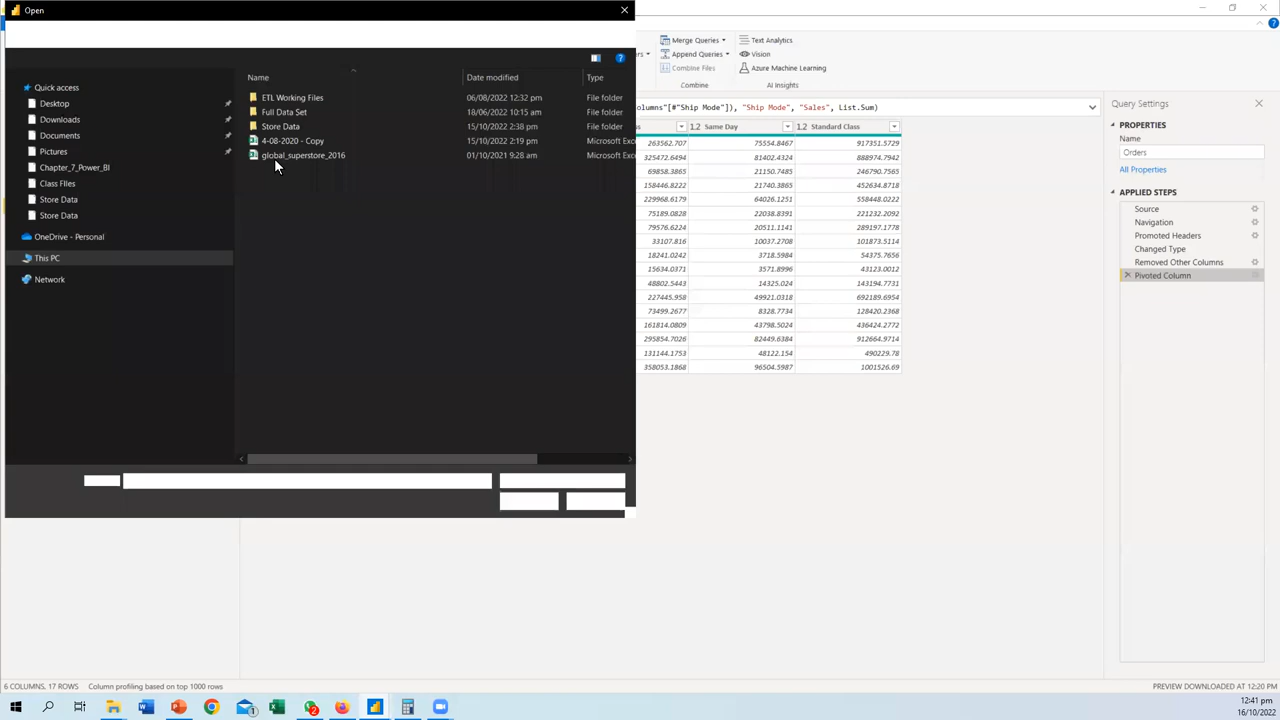 Open
Name
Date modified
Type
Quick access
Desktop
Downloads
Documents
Pictures
Chapter_7_Power_BI
Class Files
Store Data
Store Data
OneDrive - Personal
This PC
Network
ETL Working Files 06/08/2022 12:32 pm File folder
Full Data Set 18/06/2022 10:15 am File folder
Store Data 15/10/2022 2:38 pm File folder
4-08-2020 - Copy 15/10/2022 2:19 pm Microsoft Exc
global_superstore_2016 01/10/2021 9:28 am Microsoft Exc
Merge Queries
Append Queries
Combine Files
Combine
Text Analytics
Vision
Azure Machine Learning
AI Insights
olumns"[#"Ship Mode"]), "Ship Mode", "Sales", List.Sum)
1.2 Same Day 1.2 Standard Class
263562.707 75554.8467 917351.5729
325472.6494 81402.4324 888974.7942
69858.3865 21150.7485 246790.7565
158446.8222 21740.3865 452634.8718
229968.6179 64026.1251 558448.0222
75189.0828 22038.8391 221232.2092
79576.6224 20511.1141 289197.1778
33107.816 10037.2708 101873.5114
18241.0242 3718.5984 54375.7656
15634.0371 3571.8996 43123.0012
48802.5443 14325.024 143194.7731
227445.958 49921.0318 692189.6954
73499.2677 8328.7734 128420.2368
161814.0809 43798.5024 436424.2772
295854.7026 82449.6384 912664.9714
131144.1753 48122.154 490229.78
358053.1868 96504.5987 1001526.69
Query Settings
PROPERTIES
Name
Orders
All Properties
APPLIED STEPS
Source
Navigation
Promoted Headers
Changed Type
Removed Other Columns
Pivoted Column
6 COLUMNS, 17 ROWS Column profiling based on top 1000 rows
PREVIEW DOWNLOADED AT 12:20 PM
12:41 pm
16/10/2022